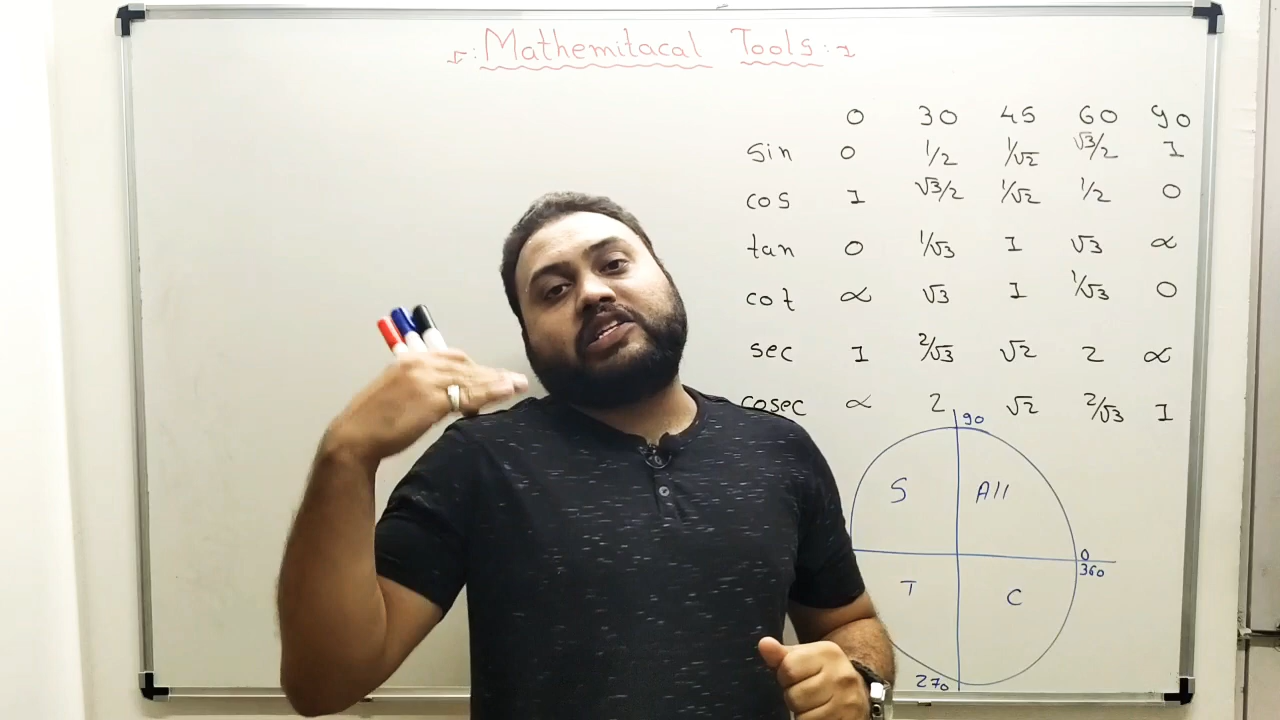 :Mathemitacal Tools:
0 30 45 60 90
sin 0 1/2 1/√2 √3/2 1
cos 1 √3/2 1/√2 1/2 0
tan 0 1/√3 1 √3 ∝
cot ∝ √3 1 1/√3 0
sec 1 2/√3 √2 2 ∝
cosec ∝ 2 √2 2/√3 1
90
S All
0
360
T C
270